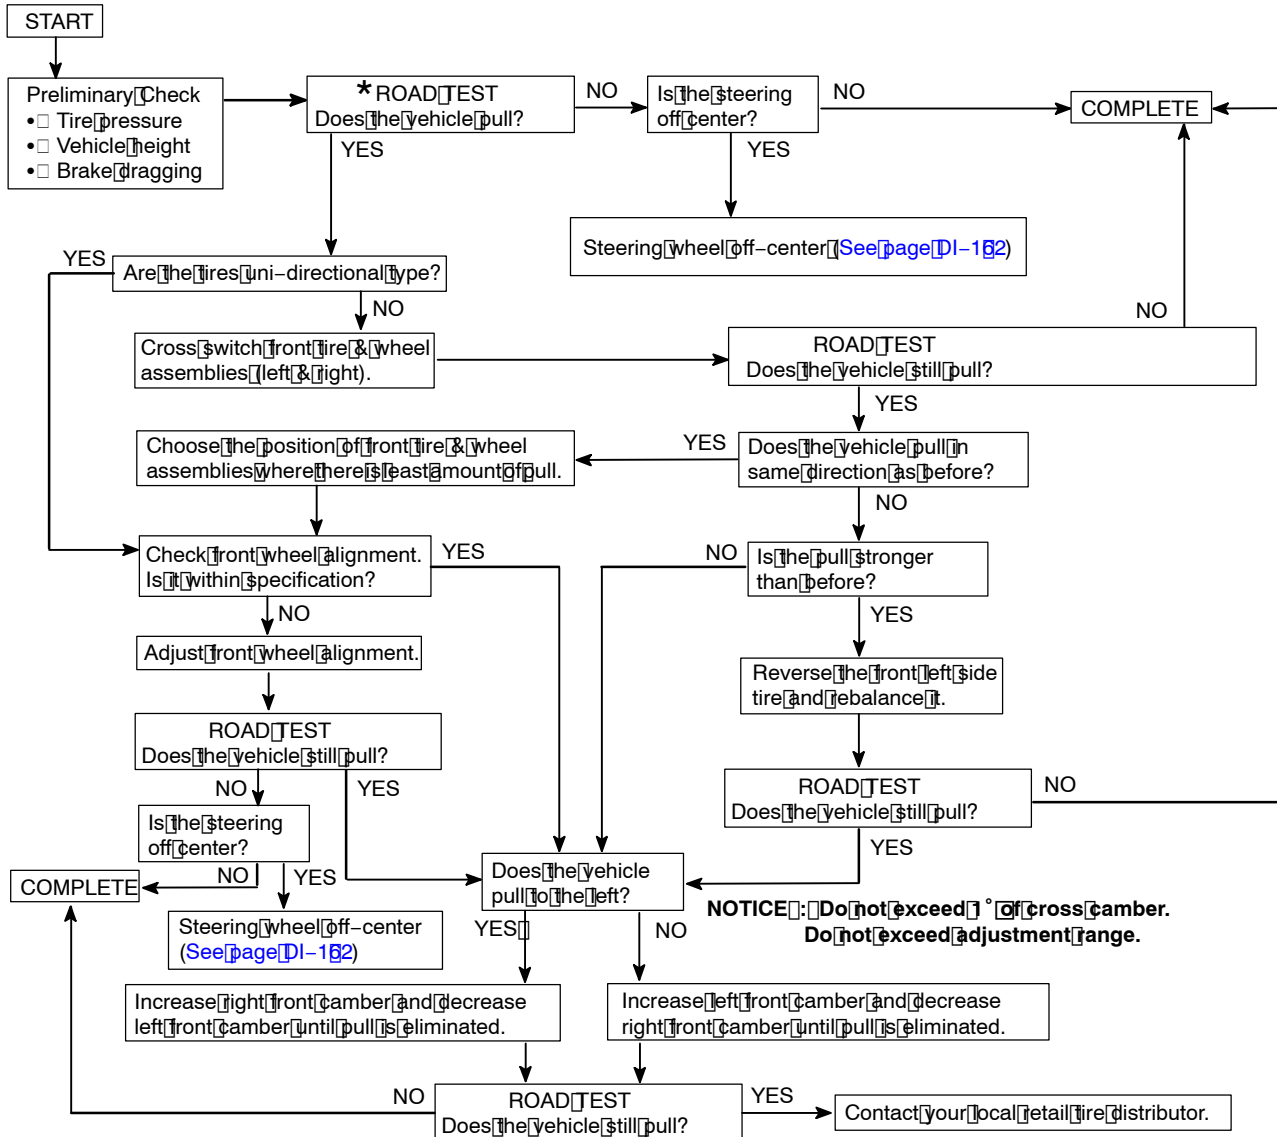 START
Preliminary Check
• Tire pressure
• Vehicle height
• Brake dragging
*ROAD TEST
Does the vehicle pull?
NO
Is the steering
off center?
NO
COMPLETE
YES
YES
Steering wheel off−center (See page DI−162)
YES
Are the tires uni−directional type?
NO
NO
Cross switch front tire & wheel
assemblies (left & right).
ROAD TEST
Does the vehicle still pull?
YES
Choose the position of front tire & wheel
assemblies where there is least amount of pull.
YES
Does the vehicle pull in
same direction as before?
NO
Check front wheel alignment.
Is it within specification?
YES
NO
Is the pull stronger
than before?
NO
YES
Adjust front wheel alignment.
Reverse the front left side
tire and rebalance it.
ROAD TEST
Does the vehicle still pull?
NO
YES
ROAD TEST
Does the vehicle still pull?
NO
Is the steering
off center?
YES
COMPLETE
NO
YES
Does the vehicle
pull to the left?
NOTICE : Do not exceed 1° of cross camber.
Do not exceed adjustment range.
Steering wheel off−center
(See page DI−162)
YES
NO
Increase right front camber and decrease
left front camber until pull is eliminated.
Increase left front camber and decrease
right front camber until pull is eliminated.
NO
ROAD TEST
Does the vehicle still pull?
YES
Contact your local retail tire distributor.